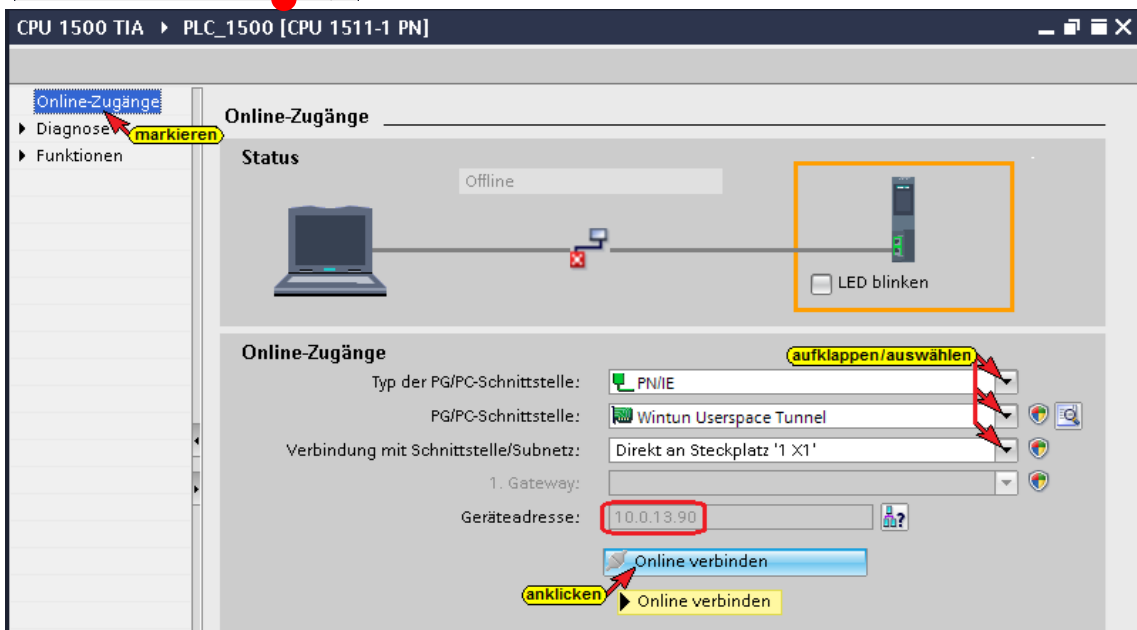 CPU 1500 TIA ▸ PLC_1500 [CPU 1511-1 PN]
Online-Zugänge
Diagnose
markieren
Funktionen
Online-Zugänge
Status
Offline
LED blinken
Online-Zugänge
aufklappen/auswählen
Typ der PG/PC-Schnittstelle: PN/IE
PG/PC-Schnittstelle: Wintun Userspace Tunnel
Verbindung mit Schnittstelle/Subnetz: Direkt an Steckplatz '1 X1'
1. Gateway:
Geräteadresse: 10.0.13.90
Online verbinden
anklicken
Online verbinden